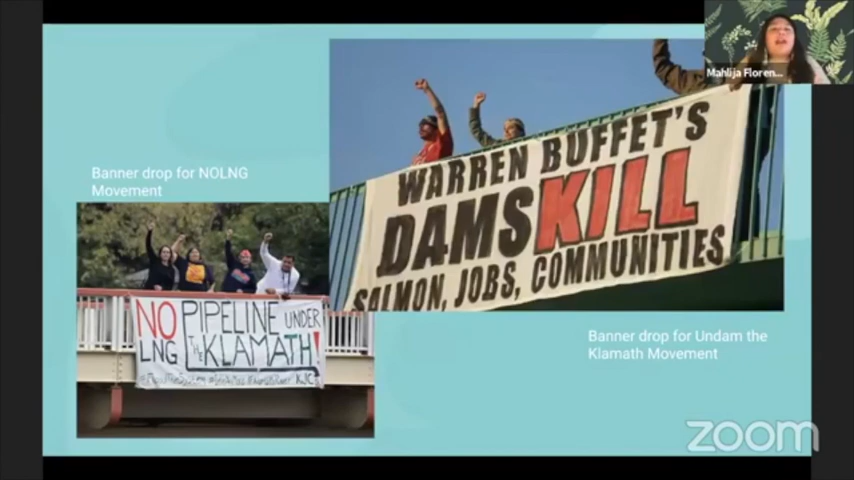 Mahlija Floren...
WARREN BUFFET'S
DAMS KILL
SALMON, JOBS, COMMUNITIES
Banner drop for NOLNG
Movement
NO PIPELINE UNDER
LNG THE KLAMATH!
KJC
Banner drop for Undam the
Klamath Movement
zoom